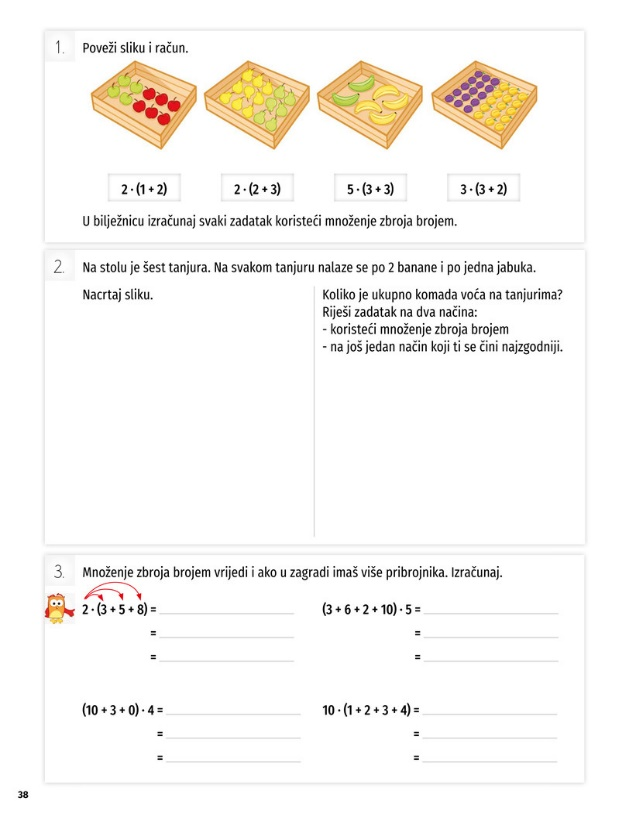 1. Poveži sliku i račun.
2 · (1 + 2) 2 · (2 + 3) 5 · (3 + 3) 3 · (3 + 2)
U bilježnicu izračunaj svaki zadatak koristeći množenje zbroja brojem.
2. Na stolu je šest tanjura. Na svakom tanjuru nalaze se po 2 banane i po jedna jabuka.
Nacrtaj sliku.
Koliko je ukupno komada voća na tanjurima?
Riješi zadatak na dva načina:
- koristeći množenje zbroja brojem
- na još jedan način koji ti se čini najzgodniji.
3. Množenje zbroja brojem vrijedi i ako u zagradi imaš više pribrojnika. Izračunaj.
2 · (3 + 5 + 8) = (3 + 6 + 2 + 10) · 5 =
= =
= =
(10 + 3 + 0) · 4 = 10 · (1 + 2 + 3 + 4) =
= =
= =
38